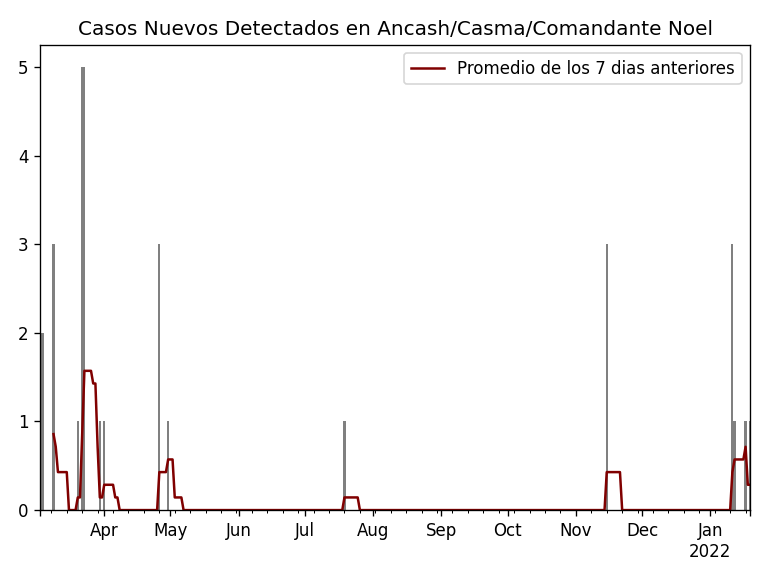 Casos Nuevos Detectados en Ancash/Casma/Comandante Noel
Promedio de los 7 dias anteriores
5
4
3
2
1
0
Apr May Jun Jul Aug Sep Oct Nov Dec Jan
2022